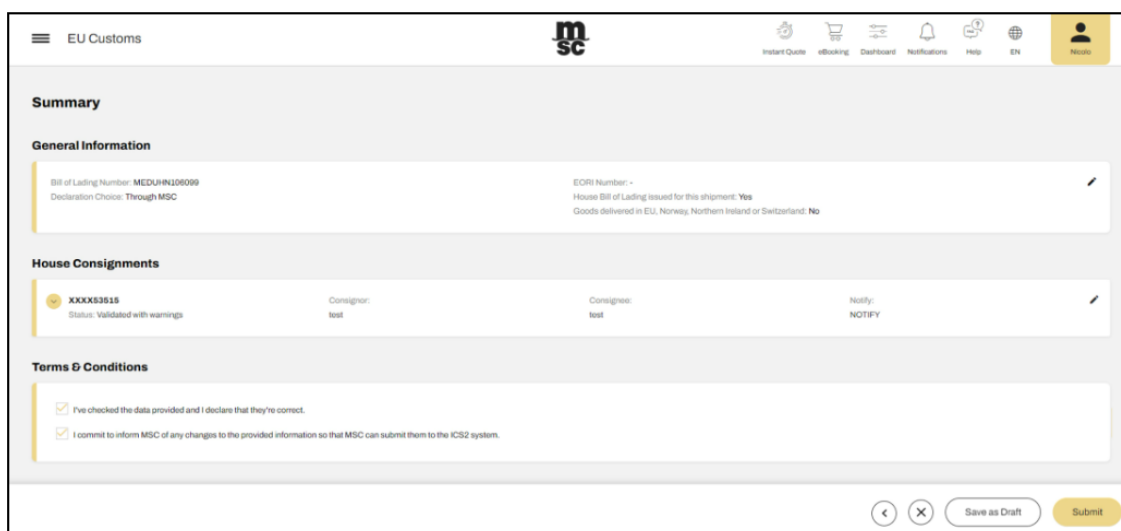 EU Customs
msc
Instant Quote eBooking Dashboard Notifications Help EN Nicolo
Summary
General Information
Bill of Lading Number: MEDUHN106099
Declaration Choice: Through MSC
EORI Number: -
House Bill of Lading issued for this shipment: Yes
Goods delivered in EU, Norway, Northern Ireland or Switzerland: No
House Consignments
XXXX53515
Status: Validated with warnings
Consignor:
test
Consignee:
test
Notify:
NOTIFY
Terms & Conditions
I've checked the data provided and I declare that they're correct.
I commit to inform MSC of any changes to the provided information so that MSC can submit them to the ICS2 system.
Save as Draft Submit